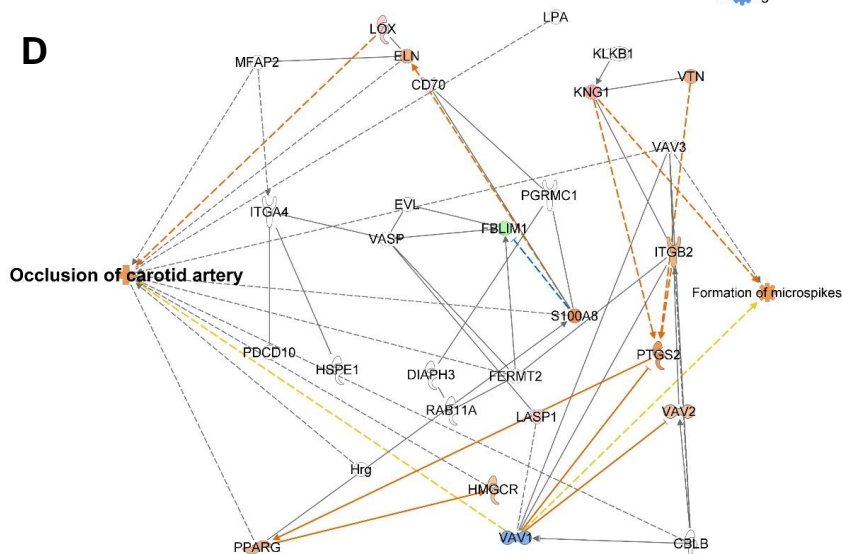 D
LPA
LOX
ELN
KLKB1
MFAP2
VTN
CD70
KNG1
VAV3
PGRMC1
EVL
ITGA4
FBLIM1
VASP
ITGB2
Occlusion of carotid artery
Formation of microspikes
S100A8
PDCD10
PTGS2
HSPE1
DIAPH3
FERMT2
RAB11A
VAV2
LASP1
Hrg
HMGCR
VAV1
CBLB
PPARG